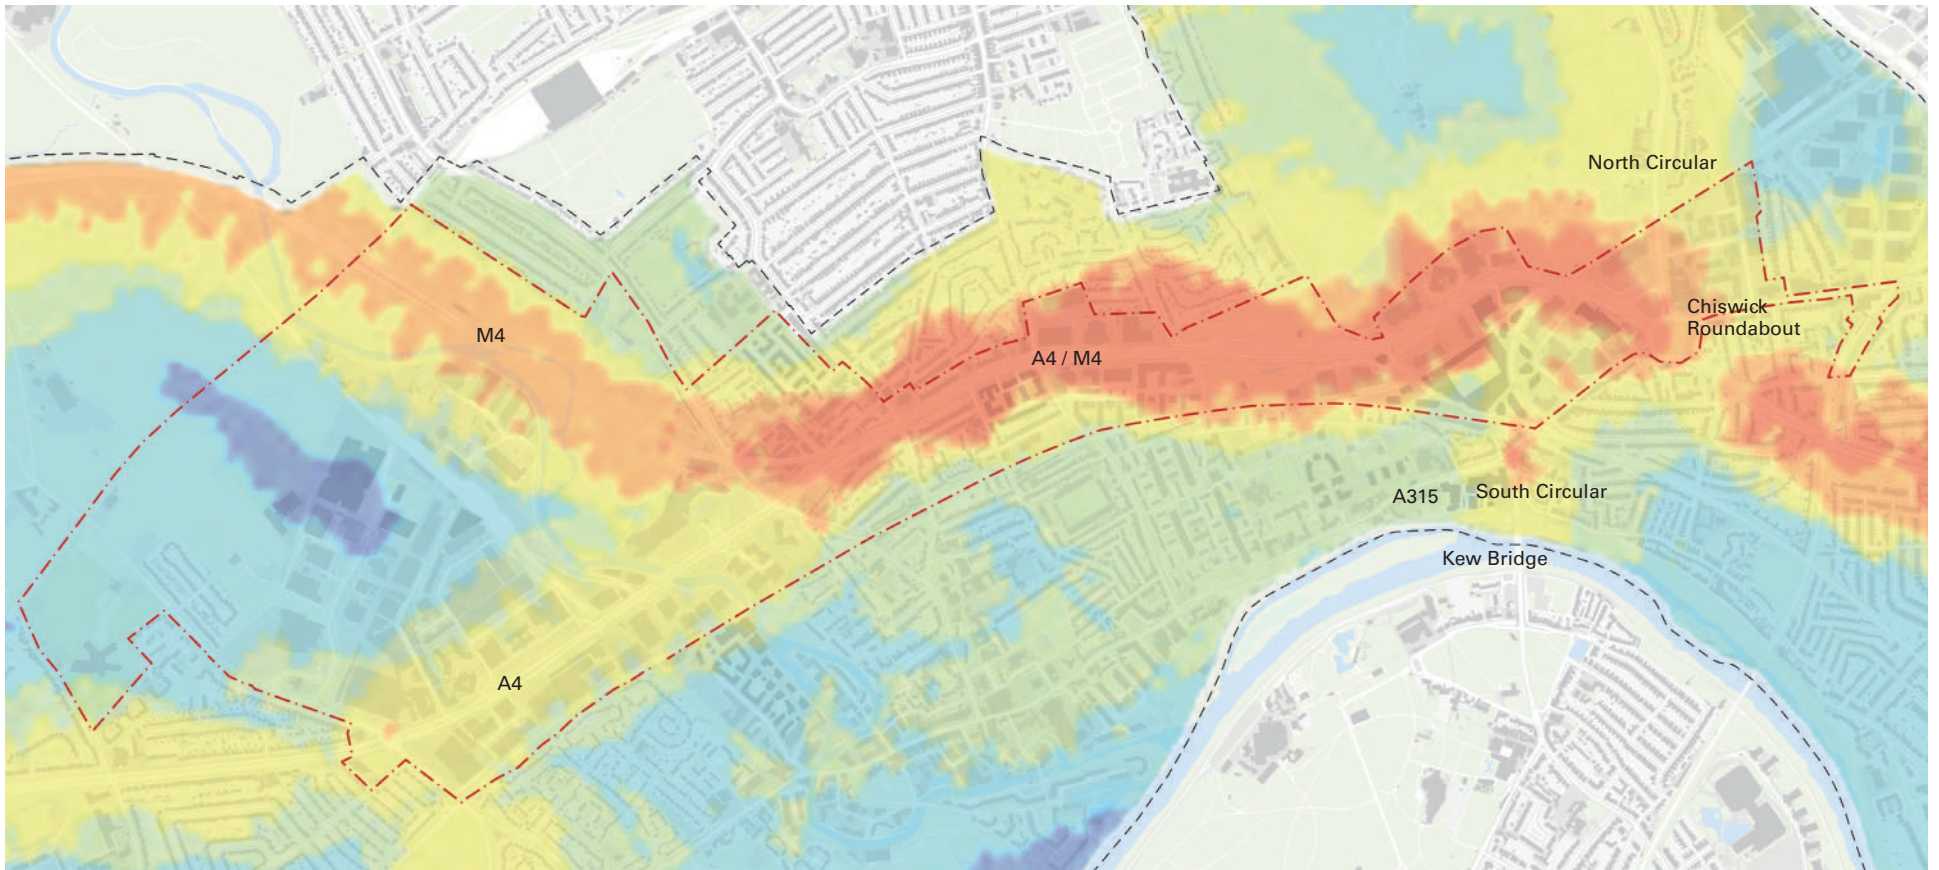 North Circular
Chiswick
Roundabout
M4
A4 / M4
A315
South Circular
Kew Bridge
A4